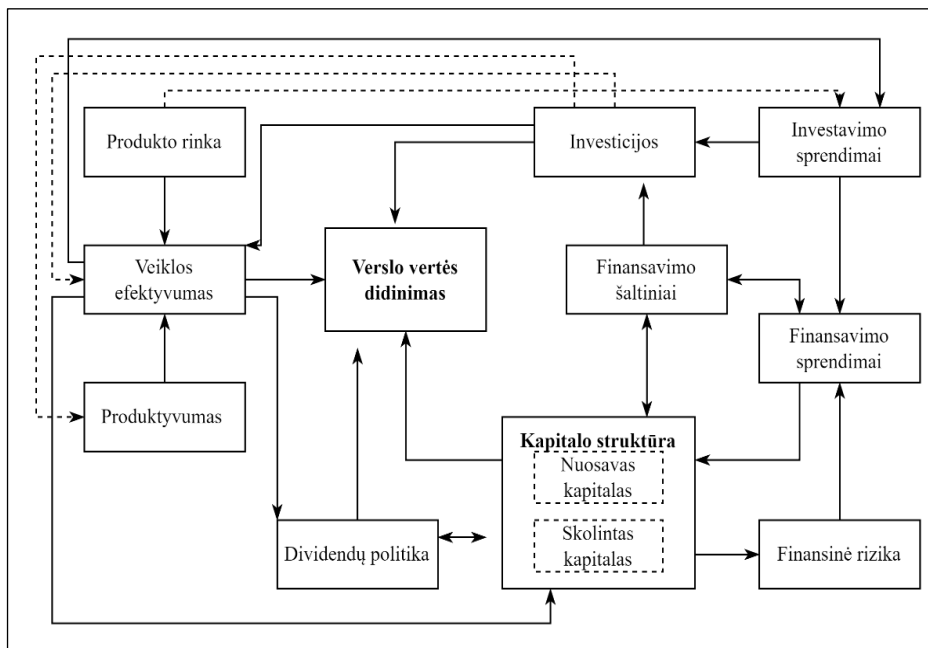 Produkto rinka
Investicijos
Investavimo
sprendimai
Veiklos
efektyvumas
Verslo vertės
didinimas
Finansavimo
šaltiniai
Finansavimo
sprendimai
Produktyvumas
Kapitalo struktūra
Nuosavas
kapitalas
Skolintas
kapitalas
Dividendų politika
Finansinė rizika